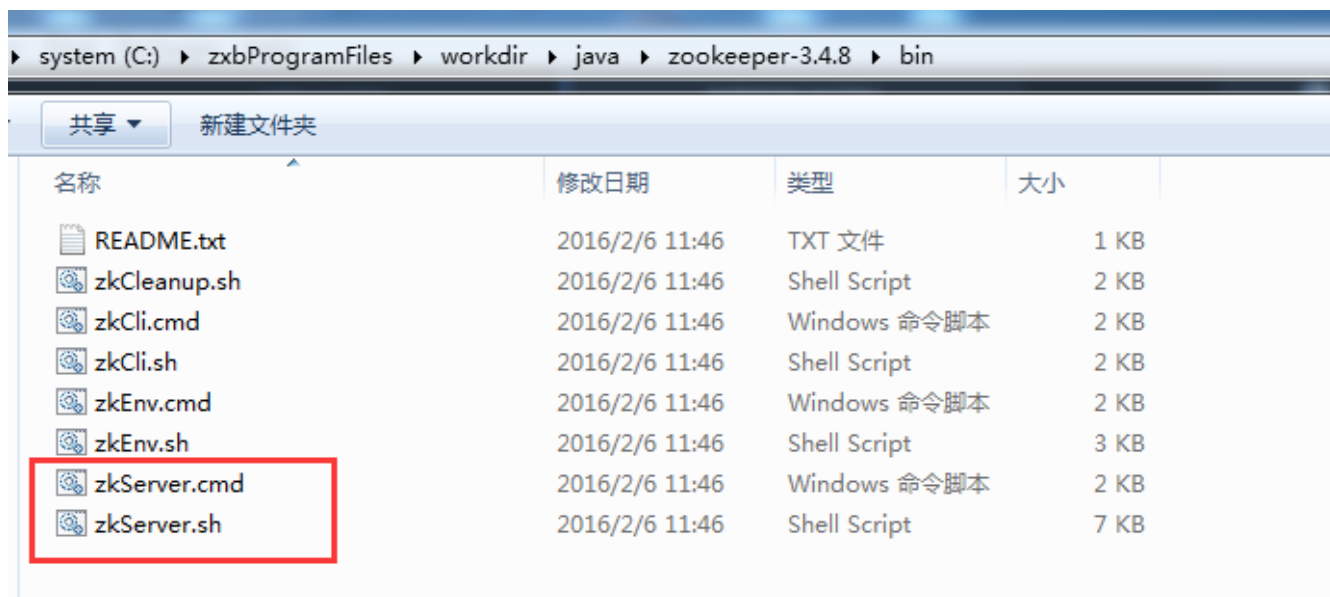 system (C:) zxbProgramFiles workdir java zookeeper-3.4.8 bin
共享 新建文件夹
名称 修改日期 类型 大小
README.txt 2016/2/6 11:46 TXT 文件 1 KB
zkCleanup.sh 2016/2/6 11:46 Shell Script 2 KB
zkCli.cmd 2016/2/6 11:46 Windows 命令脚本 2 KB
zkCli.sh 2016/2/6 11:46 Shell Script 2 KB
zkEnv.cmd 2016/2/6 11:46 Windows 命令脚本 2 KB
zkEnv.sh 2016/2/6 11:46 Shell Script 3 KB
zkServer.cmd 2016/2/6 11:46 Windows 命令脚本 2 KB
zkServer.sh 2016/2/6 11:46 Shell Script 7 KB